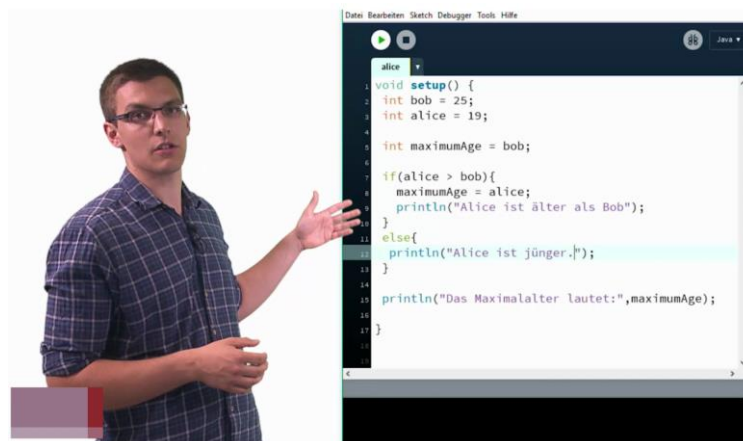 Datei Bearbeiten Sketch Debugger Tools Hilfe
Java
alice
1 void setup() {
2 int bob = 25;
3 int alice = 19;
4
5 int maximumAge = bob;
6
7 if(alice > bob){
8 maximumAge = alice;
9 println("Alice ist älter als Bob");
10 }
11 else{
12 println("Alice ist jünger.");
13 }
14
15 println("Das Maximalalter lautet:",maximumAge);
16
17 }
18
19